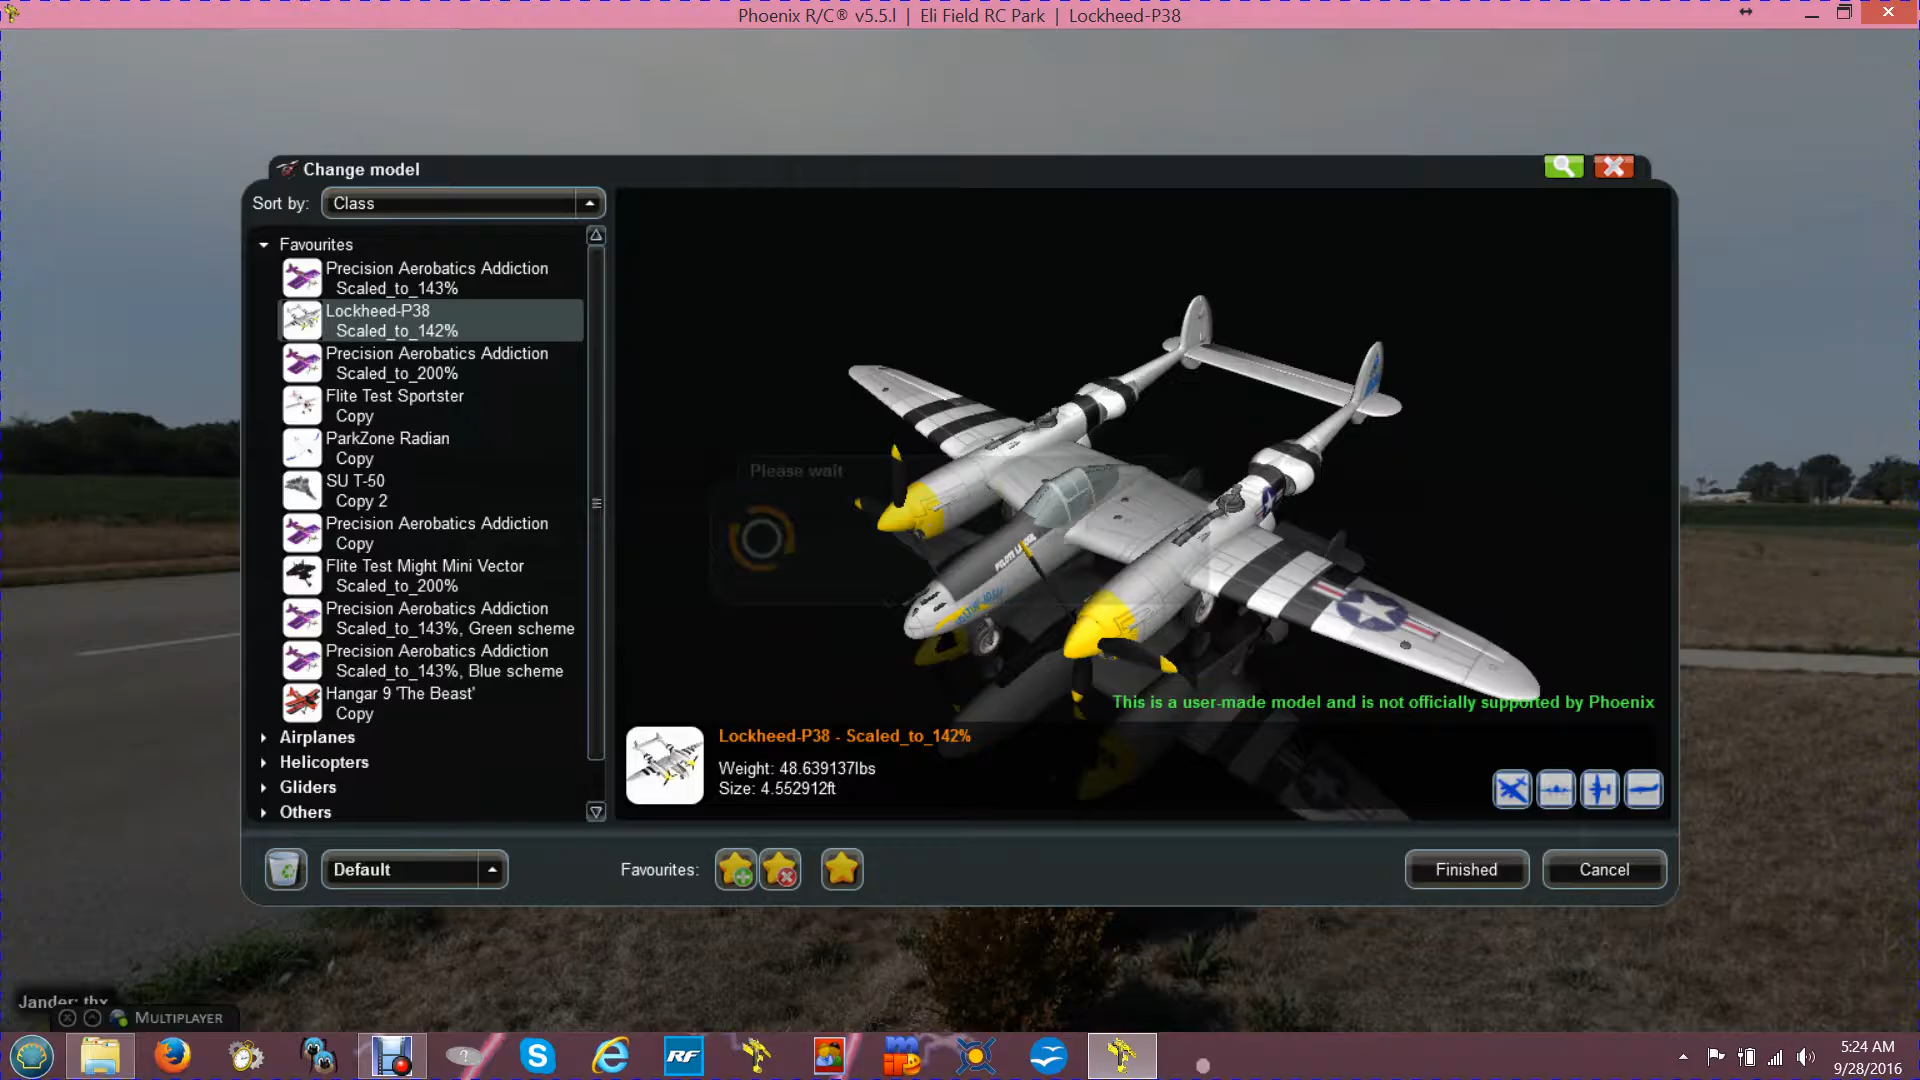 Phoenix R/C® v5.5.l | Eli Field RC Park | Lockheed-P38
Change model
Sort by: Class
Favourites
Precision Aerobatics Addiction
Scaled_to_143%
Lockheed-P38
Scaled_to_142%
Precision Aerobatics Addiction
Scaled_to_200%
Flite Test Sportster
Copy
ParkZone Radian
Copy
SU T-50
Copy 2
Precision Aerobatics Addiction
Copy
Flite Test Might Mini Vector
Scaled_to_200%
Precision Aerobatics Addiction
Scaled_to_143%, Green scheme
Precision Aerobatics Addiction
Scaled_to_143%, Blue scheme
Hangar 9 'The Beast'
Copy
Airplanes
Helicopters
Gliders
Others
Please wait
This is a user-made model and is not officially supported by Phoenix
Lockheed-P38 - Scaled_to_142%
Weight: 48.639137lbs
Size: 4.552912ft
Default
Favourites:
Finished
Cancel
Jander: thx
MULTIPLAYER
RF
5:24 AM
9/28/2016